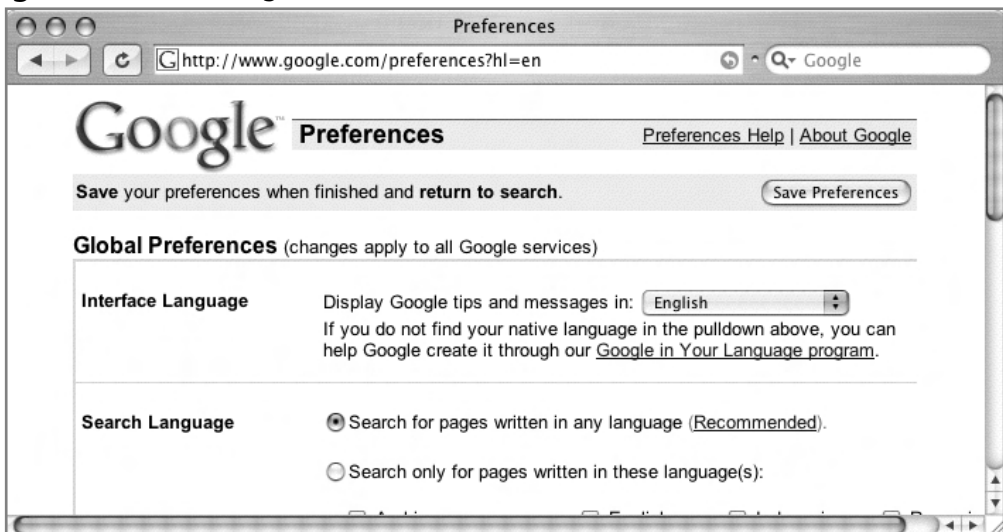 Preferences
http://www.google.com/preferences?hl=en
Google
Google™ Preferences Preferences Help | About Google
Save your preferences when finished and return to search. Save Preferences
Global Preferences (changes apply to all Google services)
Interface Language Display Google tips and messages in: English
If you do not find your native language in the pulldown above, you can
help Google create it through our Google in Your Language program.
Search Language Search for pages written in any language (Recommended).
Search only for pages written in these language(s):